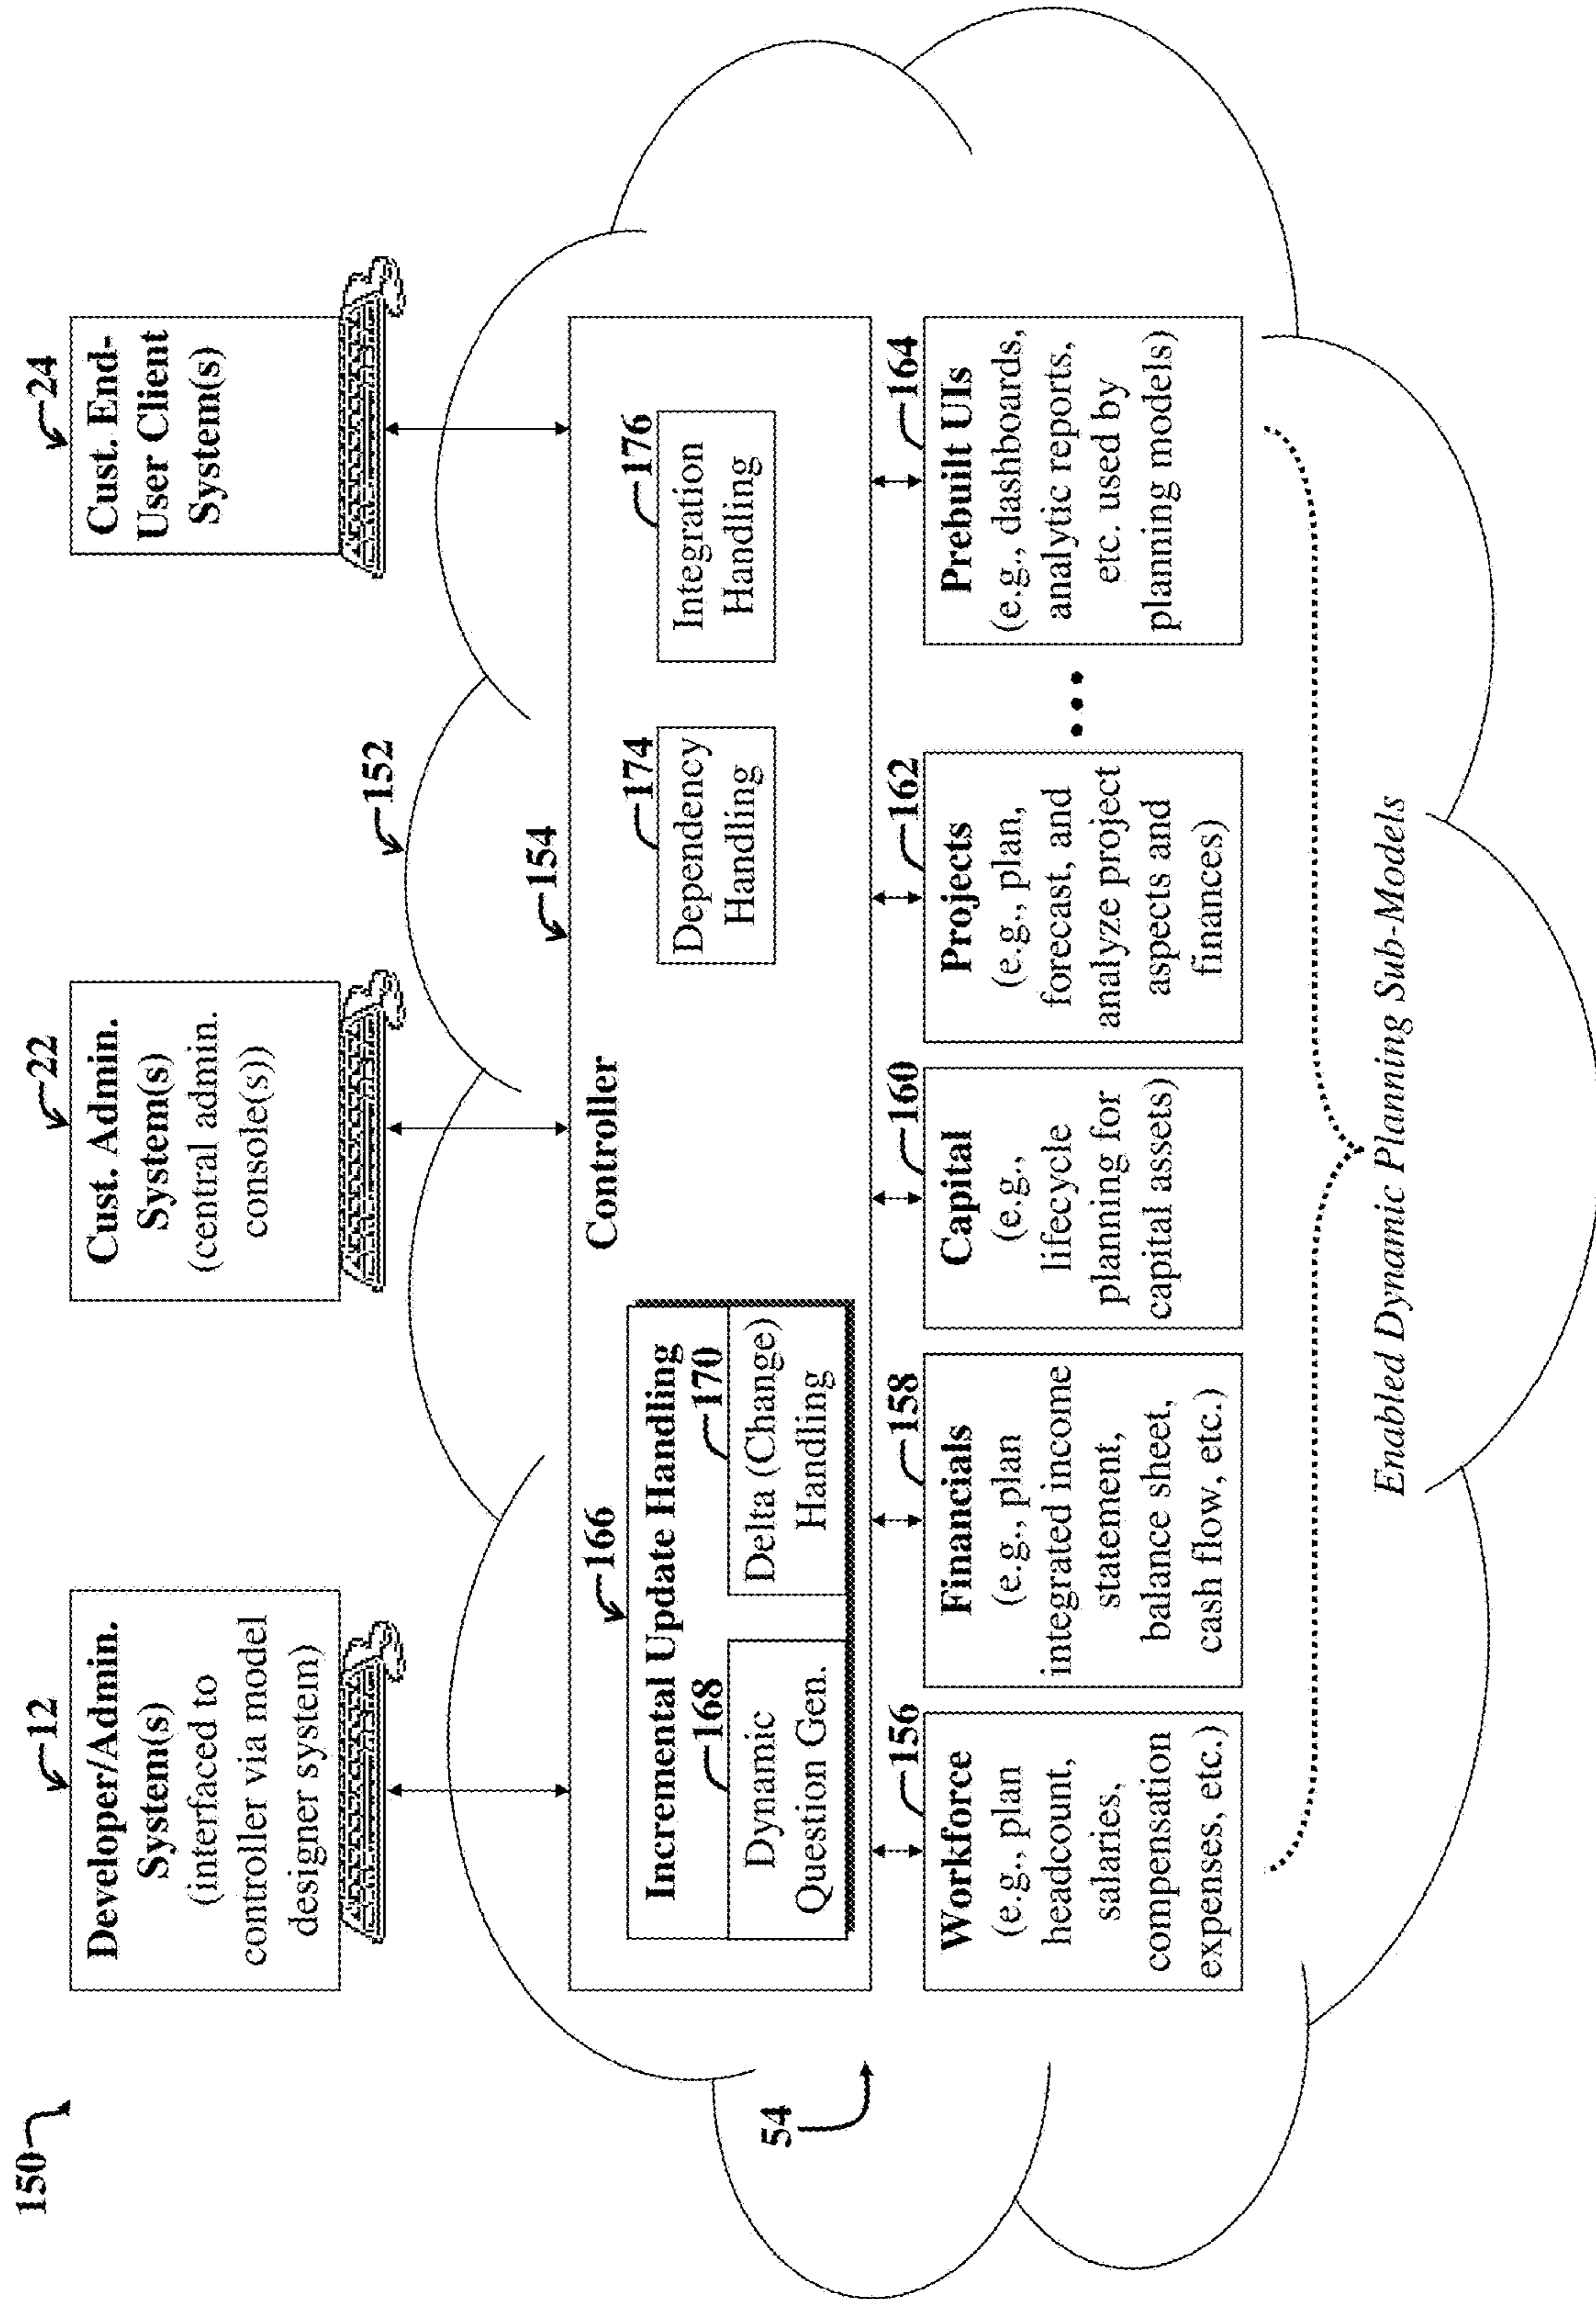 150
12
Developer/Admin.
System(s)
(interfaced to
controller via model
designer system)
22
Cust. Admin.
System(s)
(central admin.
console(s))
24
Cust. End-
User Client
System(s)
152
154
Controller
166
Incremental Update Handling
168
Dynamic
Question Gen.
170
Delta (Change)
Handling
174
Dependency
Handling
176
Integration
Handling
54
156
Workforce
(e.g., plan
headcount,
salaries,
compensation
expenses, etc.)
158
Financials
(e.g., plan
integrated income
statement,
balance sheet,
cash flow, etc.)
160
Capital
(e.g.,
lifecycle
planning for
capital assets)
162
Projects
(e.g., plan,
forecast, and
analyze project
aspects and
finances)
•••
164
Prebuilt UIs
(e.g., dashboards,
analytic reports,
etc. used by
planning models)
Enabled Dynamic Planning Sub-Models